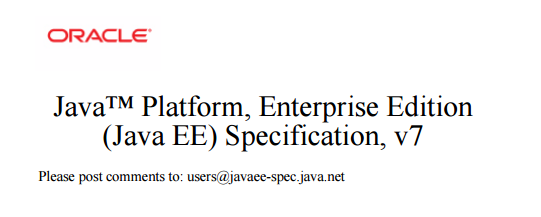 ORACLE®
Java™ Platform, Enterprise Edition
(Java EE) Specification, v7
Please post comments to: users@javaee-spec.java.net